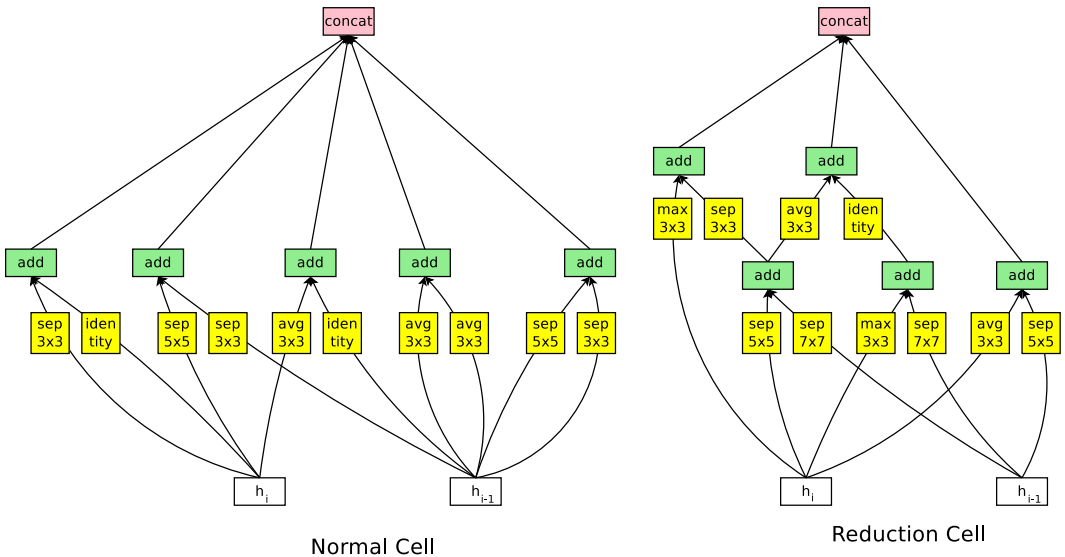 concat
add
add
add
add
add
sep
3x3
iden
tity
sep
5x5
sep
3x3
avg
3x3
iden
tity
avg
3x3
avg
3x3
sep
5x5
sep
3x3
h i
h i-1
Normal Cell
concat
add
add
max
3x3
sep
3x3
avg
3x3
iden
tity
add
add
add
sep
5x5
sep
7x7
max
3x3
sep
7x7
avg
3x3
sep
5x5
h i
h i-1
Reduction Cell